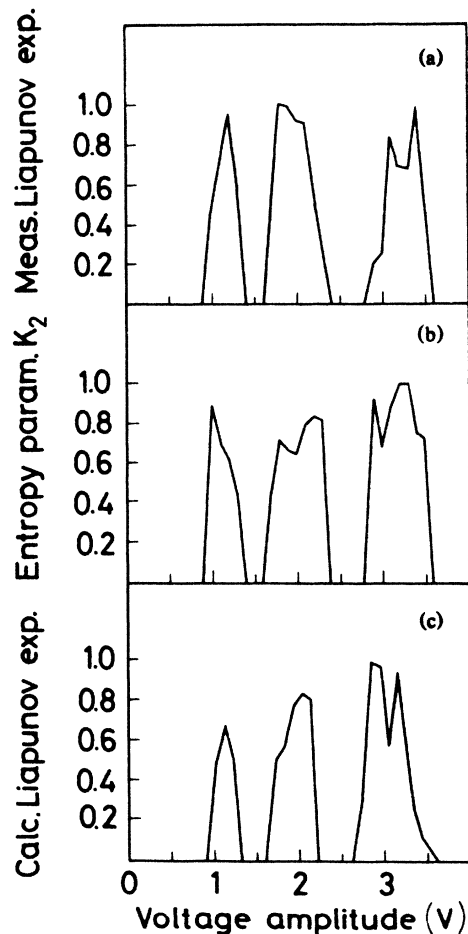 (a)
Meas.Liapunov exp.
1.0
0.8
0.6
0.4
0.2
(b)
Entropy param. K2
1.0
0.8
0.6
0.4
0.2
(c)
Calc.Liapunov exp.
1.0
0.8
0.6
0.4
0.2
0 1 2 3
Voltage amplitude (V)